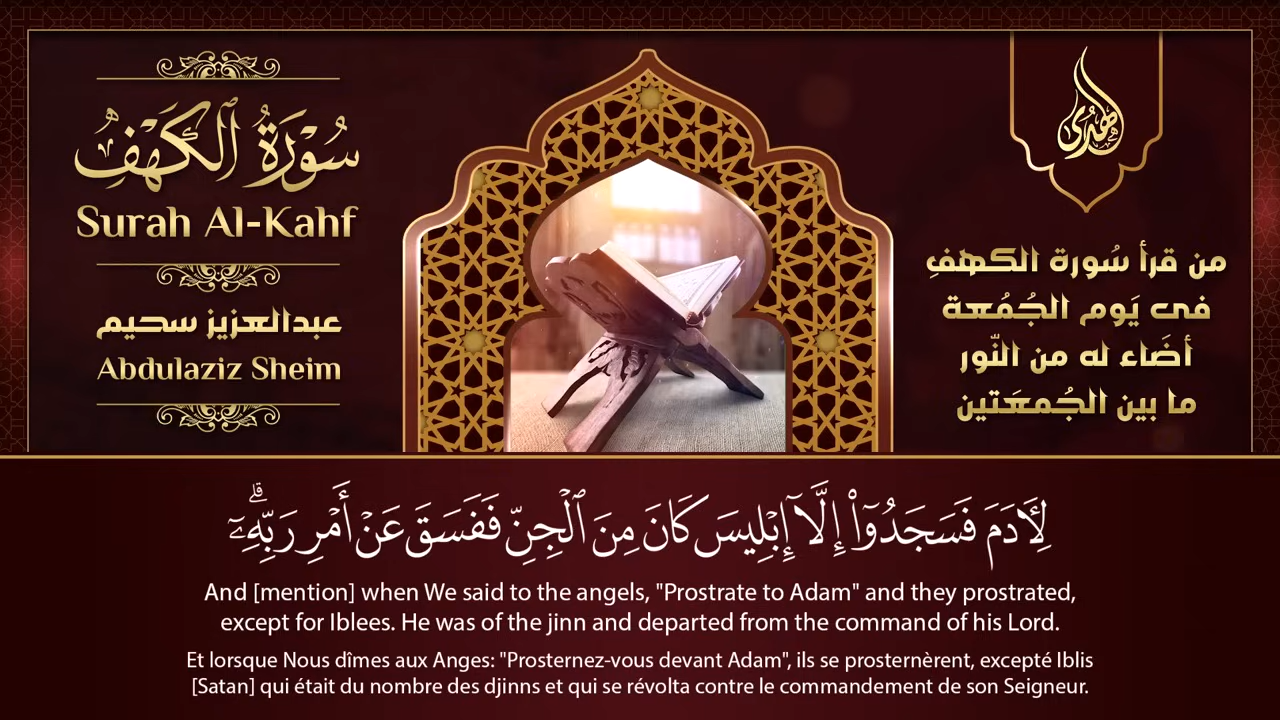 سُوْرَةُ ٱلْكَهْفِ
Surah Al-Kahf
عبدالعزيز سحيم
Abdulaziz Sheim
الهدى
من قرأ سُورة الكهفِ
فى يَوم الجُمُعة
أضَاء له من النّور
ما بين الجُمعَتين
لِأٓدَمَ فَسَجَدُوٓا۟ إِلَّآ إِبْلِيسَ كَانَ مِنَ ٱلْجِنِّ فَفَسَقَ عَنْ أَمْرِ رَبِّهِۦٓ ۗ
And [mention] when We said to the angels, "Prostrate to Adam" and they prostrated,
except for Iblees. He was of the jinn and departed from the command of his Lord.
Et lorsque Nous dîmes aux Anges: "Prosternez-vous devant Adam", ils se prosternèrent, excepté Iblis
[Satan] qui était du nombre des djinns et qui se révolta contre le commandement de son Seigneur.